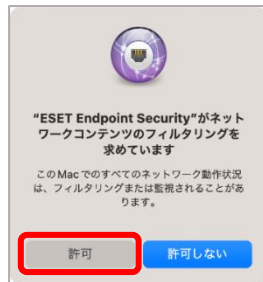 “ESET Endpoint Security”がネット
ワークコンテンツのフィルタリングを
求めています
このMacでのすべてのネットワーク動作状況
は、フィルタリングまたは監視されることがあ
ります。
許可
許可しない